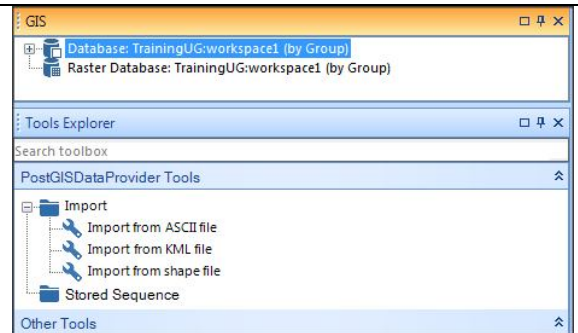 GIS
Database: TrainingUG:workspace1 (by Group)
Raster Database: TrainingUG:workspace1 (by Group)
Tools Explorer
Search toolbox
PostGISDataProvider Tools
Import
Import from ASCII file
Import from KML file
Import from shape file
Stored Sequence
Other Tools